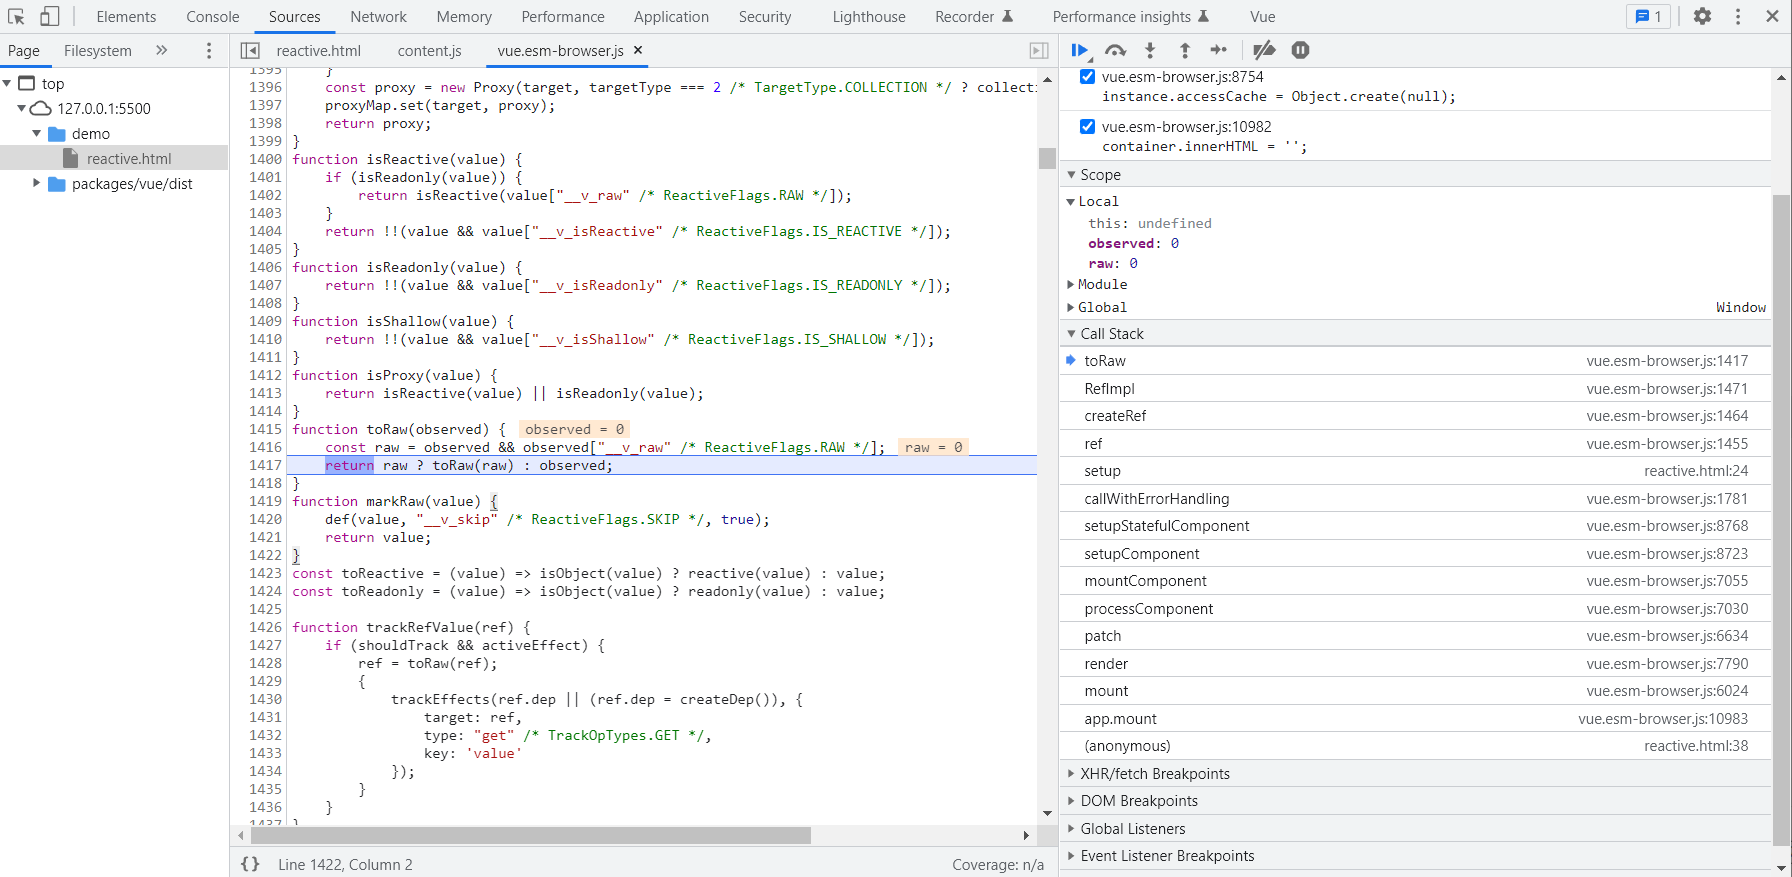 Elements Console Sources Network Memory Performance Application Security Lighthouse Recorder Performance insights Vue 1
Page Filesystem
top
127.0.0.1:5500
demo
reactive.html
packages/vue/dist
reactive.html content.js vue.esm-browser.js ×
1395 }
1396 const proxy = new Proxy(target, targetType === 2 /* TargetType.COLLECTION */ ? collecti
1397 proxyMap.set(target, proxy);
1398 return proxy;
1399 }
1400 function isReactive(value) {
1401 if (isReadonly(value)) {
1402 return isReactive(value["__v_raw" /* ReactiveFlags.RAW */]);
1403 }
1404 return !!(value && value["__v_isReactive" /* ReactiveFlags.IS_REACTIVE */]);
1405 }
1406 function isReadonly(value) {
1407 return !!(value && value["__v_isReadonly" /* ReactiveFlags.IS_READONLY */]);
1408 }
1409 function isShallow(value) {
1410 return !!(value && value["__v_isShallow" /* ReactiveFlags.IS_SHALLOW */]);
1411 }
1412 function isProxy(value) {
1413 return isReactive(value) || isReadonly(value);
1414 }
1415 function toRaw(observed) { observed = 0
1416 const raw = observed && observed["__v_raw" /* ReactiveFlags.RAW */]; raw = 0
1417 return raw ? toRaw(raw) : observed;
1418 }
1419 function markRaw(value) {
1420 def(value, "__v_skip" /* ReactiveFlags.SKIP */, true);
1421 return value;
1422 }
1423 const toReactive = (value) => isObject(value) ? reactive(value) : value;
1424 const toReadonly = (value) => isObject(value) ? readonly(value) : value;
1425
1426 function trackRefValue(ref) {
1427 if (shouldTrack && activeEffect) {
1428 ref = toRaw(ref);
1429 {
1430 trackEffects(ref.dep || (ref.dep = createDep()), {
1431 target: ref,
1432 type: "get" /* TrackOpTypes.GET */,
1433 key: 'value'
1434 });
1435 }
1436 }
1437 }
{} Line 1422, Column 2 Coverage: n/a
vue.esm-browser.js:8754
instance.accessCache = Object.create(null);
vue.esm-browser.js:10982
container.innerHTML = '';
Scope
Local
this: undefined
observed: 0
raw: 0
Module
Global Window
Call Stack
toRaw vue.esm-browser.js:1417
RefImpl vue.esm-browser.js:1471
createRef vue.esm-browser.js:1464
ref vue.esm-browser.js:1455
setup reactive.html:24
callWithErrorHandling vue.esm-browser.js:1781
setupStatefulComponent vue.esm-browser.js:8768
setupComponent vue.esm-browser.js:8723
mountComponent vue.esm-browser.js:7055
processComponent vue.esm-browser.js:7030
patch vue.esm-browser.js:6634
render vue.esm-browser.js:7790
mount vue.esm-browser.js:6024
app.mount vue.esm-browser.js:10983
(anonymous) reactive.html:38
XHR/fetch Breakpoints
DOM Breakpoints
Global Listeners
Event Listener Breakpoints